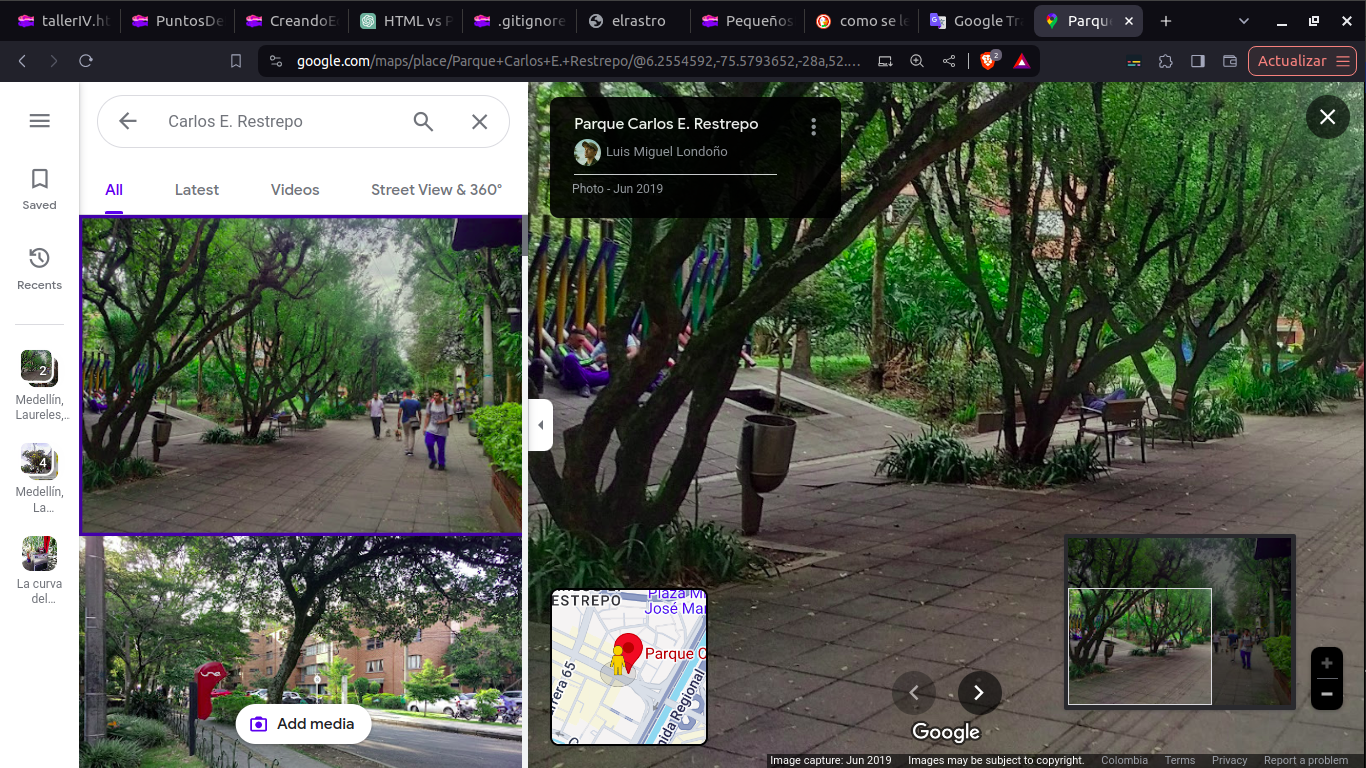 tallerIV.ht
PuntosDe
CreandoE
HTML vs P
.gitignore
elrastro
Pequeños
como se le
Google Tra
Parque
google.com/maps/place/Parque+Carlos+E.+Restrepo/@6.2554592,-75.5793652,-28a,52.…
2
Actualizar
Carlos E. Restrepo
All
Latest
Videos
Street View & 360°
Saved
Recents
2
Medellín,
Laureles,..
4
Medellín,
La...
La curva
del...
Add media
Parque Carlos E. Restrepo
Luis Miguel Londoño
Photo - Jun 2019
ESTREPO
Plaza M
José Mar
Parque C
rera 65
nida Regional
Google
Image capture: Jun 2019
Images may be subject to copyright.
Colombia
Terms
Privacy
Report a problem